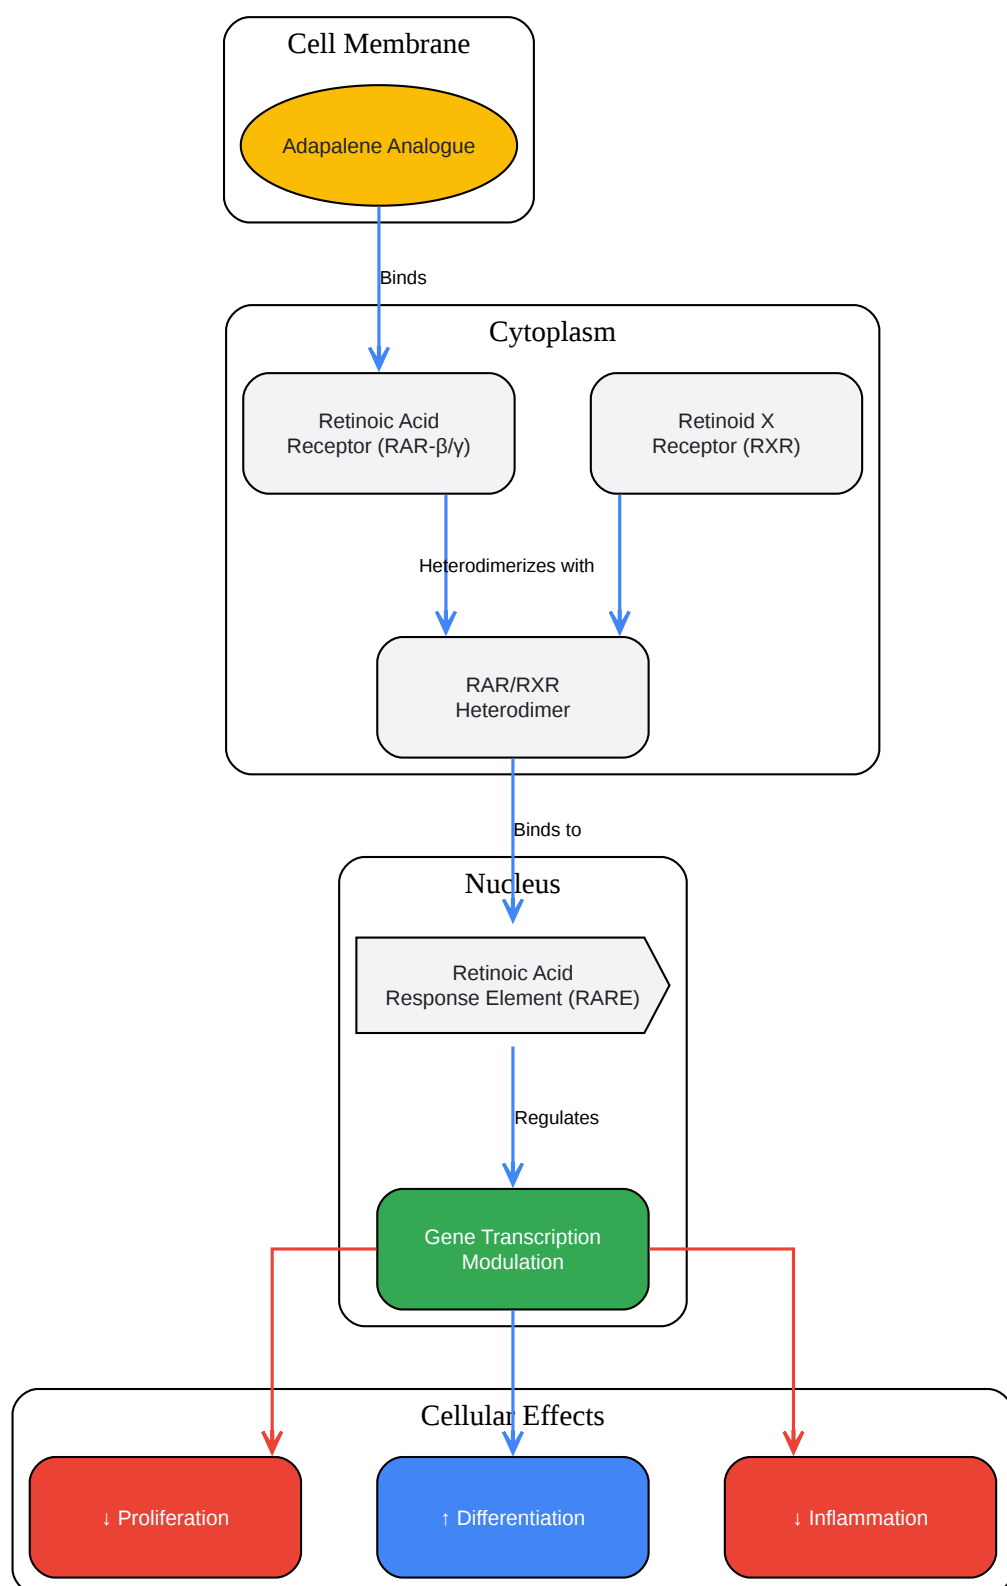 Cell Membrane
Adapalene Analogue
Binds
Cytoplasm
Retinoic Acid
Receptor (RAR-β/γ)
Retinoid X
Receptor (RXR)
Heterodimerizes with
RAR/RXR
Heterodimer
Binds to
Nucleus
Retinoic Acid
Response Element (RARE)
Regulates
Gene Transcription
Modulation
Cellular Effects
↓ Proliferation
↑ Differentiation
↓ Inflammation